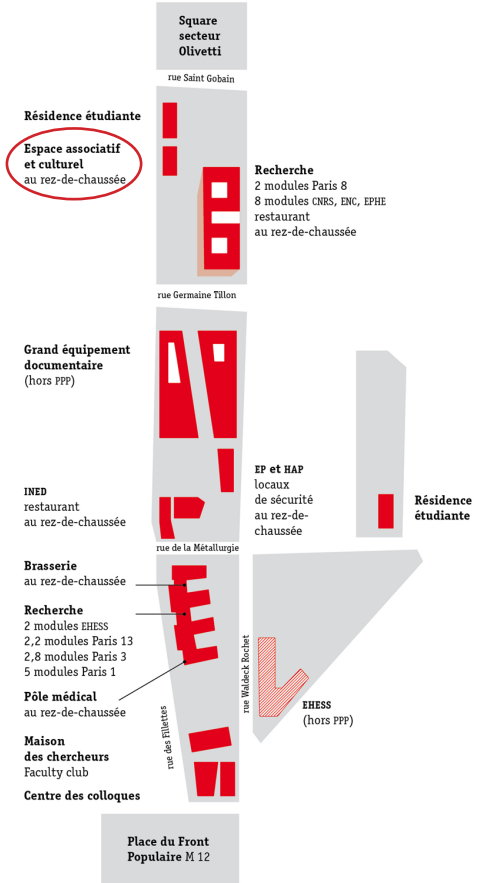 Square
secteur
Olivetti
rue Saint Gobain
Résidence étudiante
Espace associatif
et culturel
au rez-de-chaussée
Recherche
2 modules Paris 8
8 modules CNRS, ENC, EPHE
restaurant
au rez-de-chaussée
rue Germaine Tillon
Grand équipement
documentaire
(hors PPP)
INED
restaurant
au rez-de-chaussée
EP et HAP
locaux
de sécurité
au rez-de-
chaussée
Résidence
étudiante
rue de la Métallurgie
Brasserie
au rez-de-chaussée
Recherche
2 modules EHESS
2,2 modules Paris 13
2,8 modules Paris 3
5 modules Paris 1
Pôle médical
au rez-de-chaussée
rue des Fillettes
rue Waldeck Rochet
EHESS
(hors PPP)
Maison
des chercheurs
Faculty club
Centre des colloques
Place du Front
Populaire M 12